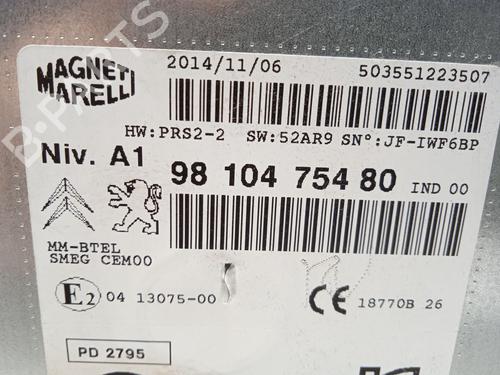 MAGNETI MARELLI
2014/11/06
503551223507
HW:PRS2-2 SW:52AR9 SN°:JF-IWF6BP
Niv. A1
98 104 754 80 IND 00
MM-BTEL
SMEG CEM00
E2 04 13075-00
CE 18770B 26
PD 2795